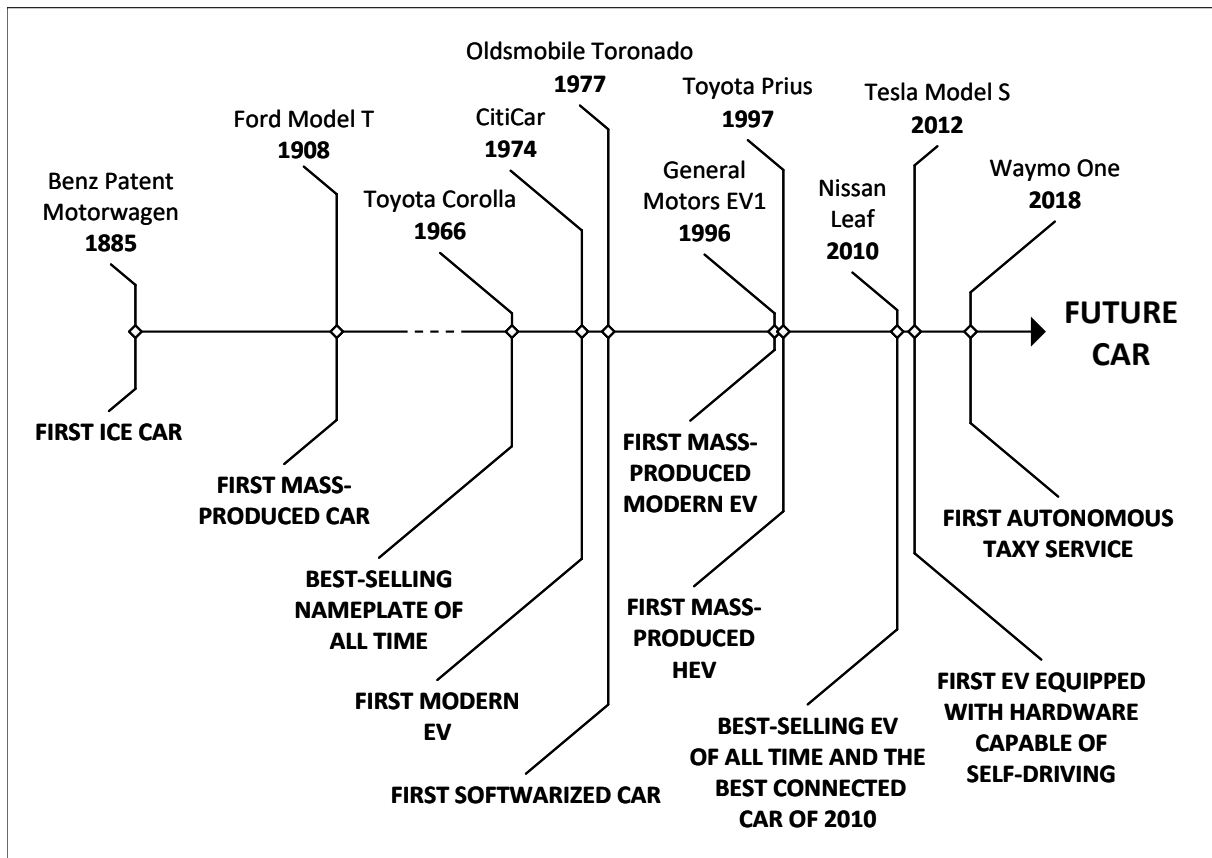 Oldsmobile Toronado
1977
Toyota Prius
1997
Tesla Model S
2012
Ford Model T
1908
CitiCar
1974
General
Motors EV1
1996
Waymo One
2018
Benz Patent
Motorwagen
1885
Toyota Corolla
1966
Nissan
Leaf
2010
FUTURE
CAR
FIRST ICE CAR
FIRST MASS-
PRODUCED CAR
BEST-SELLING
NAMEPLATE OF
ALL TIME
FIRST MODERN
EV
FIRST SOFTWARIZED CAR
FIRST MASS-
PRODUCED
MODERN EV
FIRST MASS-
PRODUCED
HEV
BEST-SELLING EV
OF ALL TIME AND THE
BEST CONNECTED
CAR OF 2010
FIRST EV EQUIPPED
WITH HARDWARE
CAPABLE OF
SELF-DRIVING
FIRST AUTONOMOUS
TAXY SERVICE